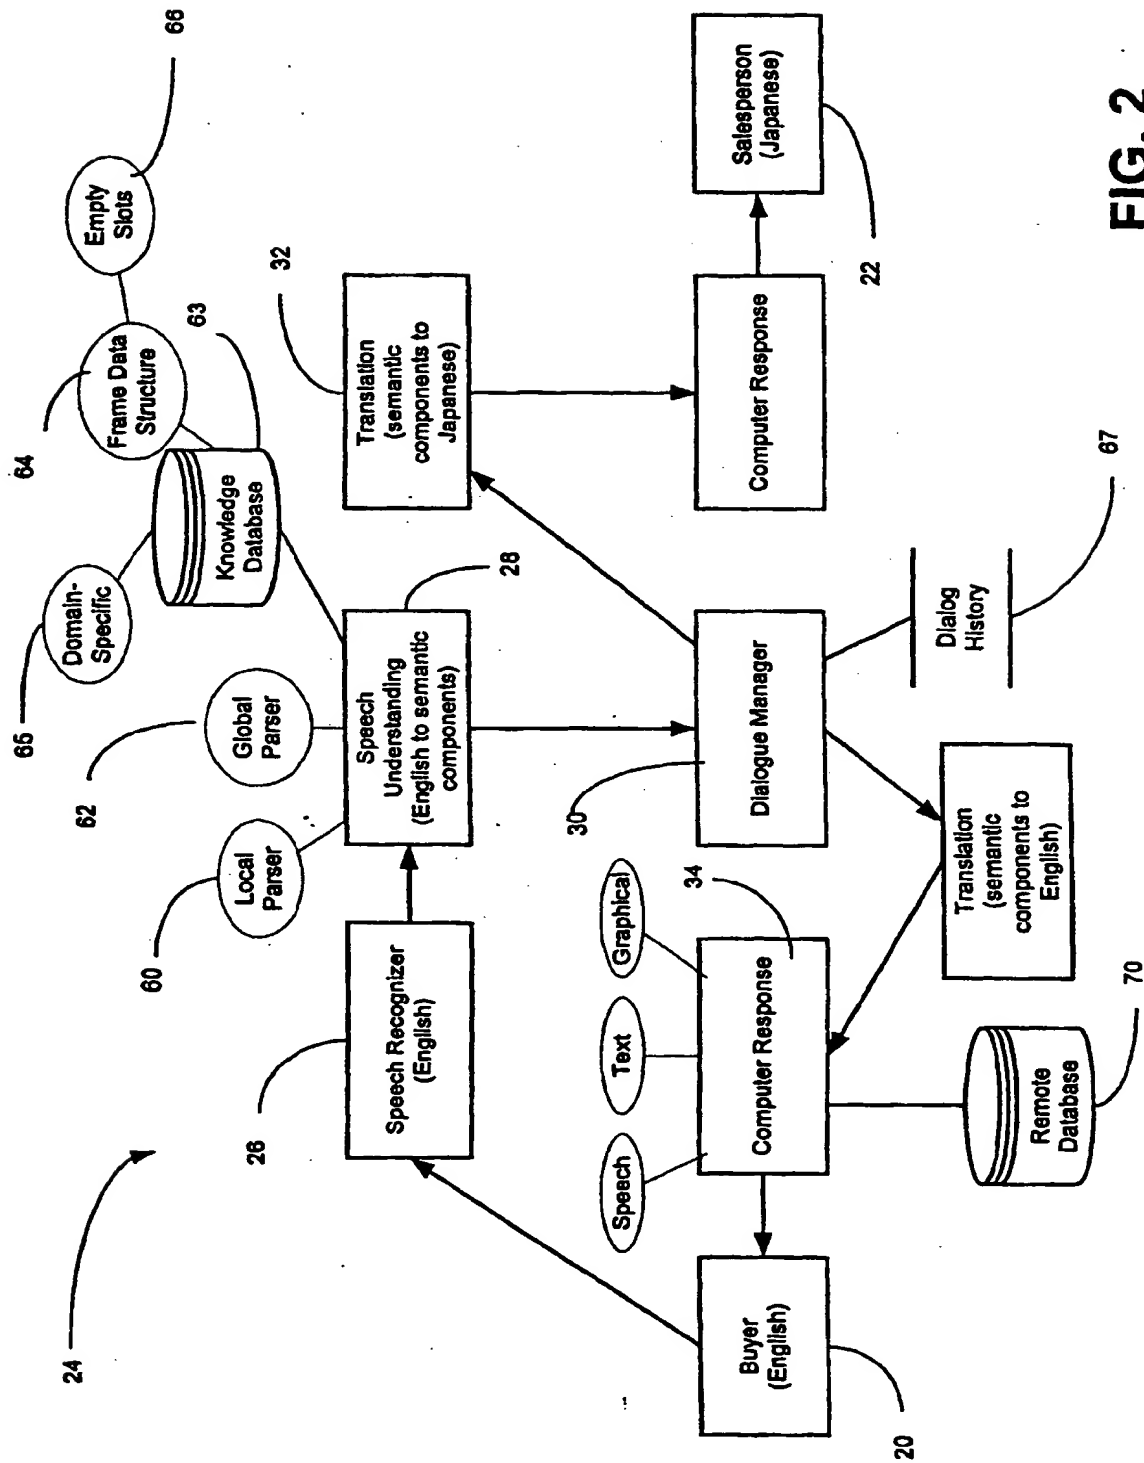 24
20
Buyer
(English)
26
Speech Recognizer
(English)
Speech
Text
Graphical
34
Computer Response
Remote
Database
70
60
Local
Parser
62
Global
Parser
65
Domain-
Specific
64
Frame Data
Structure
Empty
Slots
66
63
Knowledge
Database
Speech
Understanding
(English to semantic
components)
28
30
Dialogue Manager
Translation
(semantic
components to
English)
Dialog
History
67
32
Translation
(semantic
components to
Japanese)
Computer Response
Salesperson
(Japanese)
22
FIG. 2